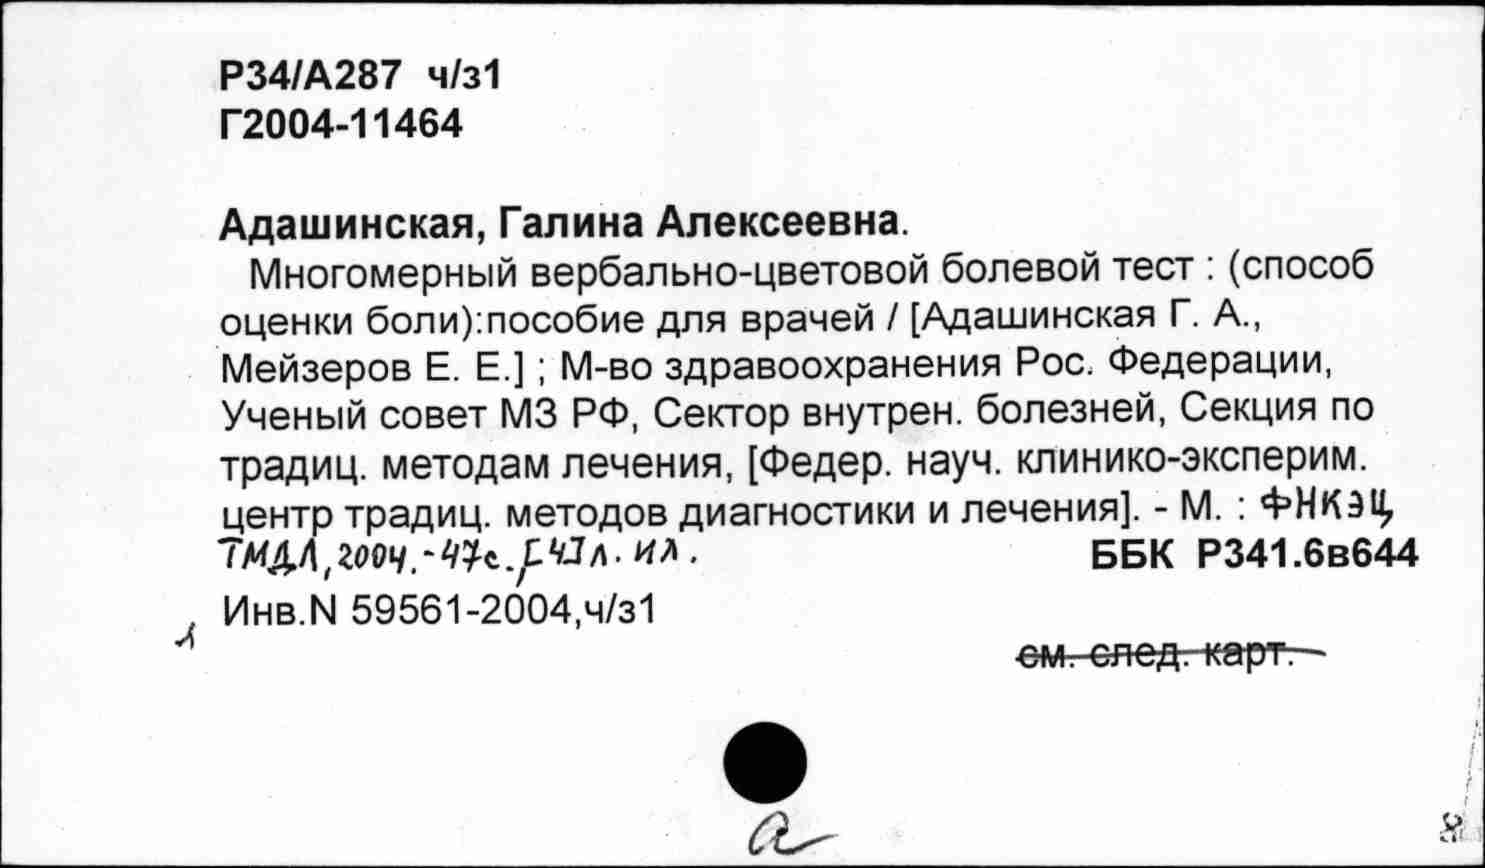 Р34/А287 ч/з1
Г2004-11464
Адашинская, Галина Алексеевна.
Многомерный вербально-цветовой болевой тест : (способ
оценки боли):пособие для врачей / [Адашинская Г. А.,
Мейзеров Е. Е.] ; М-во здравоохранения Рос. Федерации,
Ученый совет МЗ РФ, Сектор внутрен. болезней, Секция по
традиц. методам лечения, [Федер. науч. клинико-эксперим.
центр традиц. методов диагностики и лечения]. - М. : ФНКЭЦ
ТМДЛ, 2004. - 47с. ил. ББК Р341.6в644
Инв.N 59561-2004,ч/з1
см. след. карт.
а